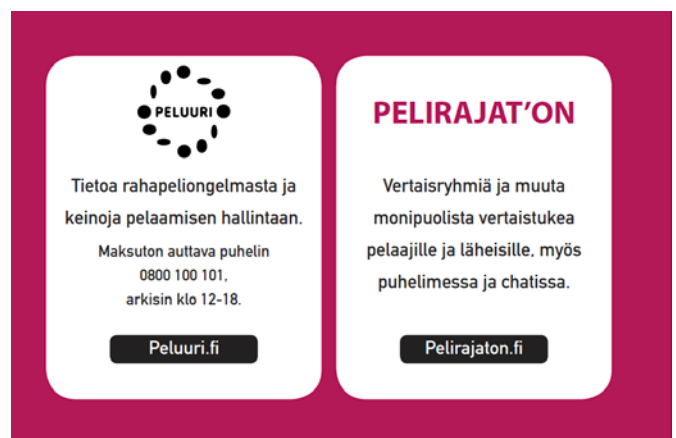 PELUURI
Tietoa rahapeliongelmasta ja
keinoja pelaamisen hallintaan.
Maksuton auttava puhelin
0800 100 101,
arkisin klo 12-18.
Peluuri.fi
PELIRAJAT’ON
Vertaisryhmiä ja muuta
monipuolista vertaistukea
pelaajille ja läheisille, myös
puhelimessa ja chatissa.
Pelirajaton.fi